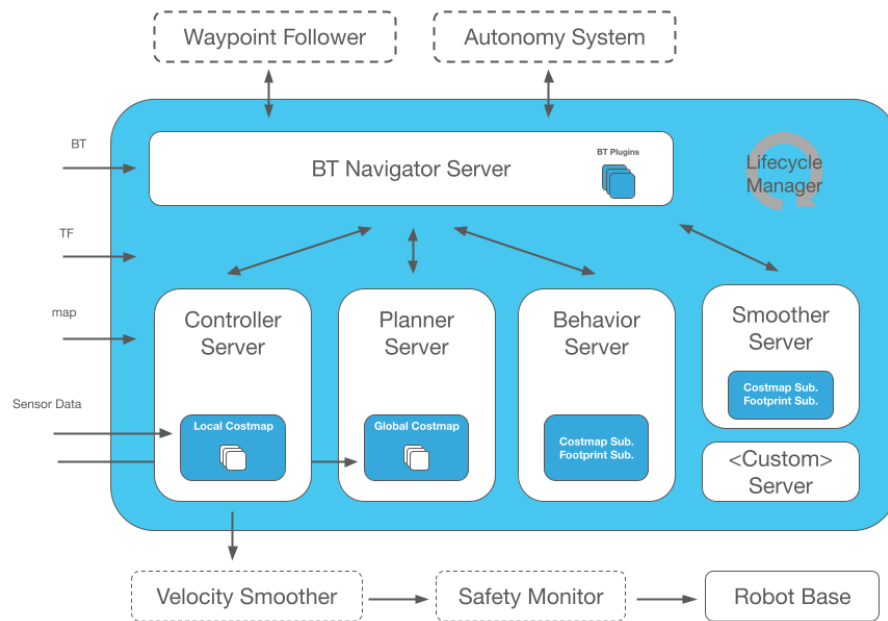 Waypoint Follower
Autonomy System
BT
BT Navigator Server
BT Plugins
Lifecycle
Manager
TF
map
Sensor Data
Controller
Server
Local Costmap
Planner
Server
Global Costmap
Behavior
Server
Costmap Sub.
Footprint Sub.
Smoother
Server
Costmap Sub.
Footprint Sub.
<Custom>
Server
Velocity Smoother
Safety Monitor
Robot Base